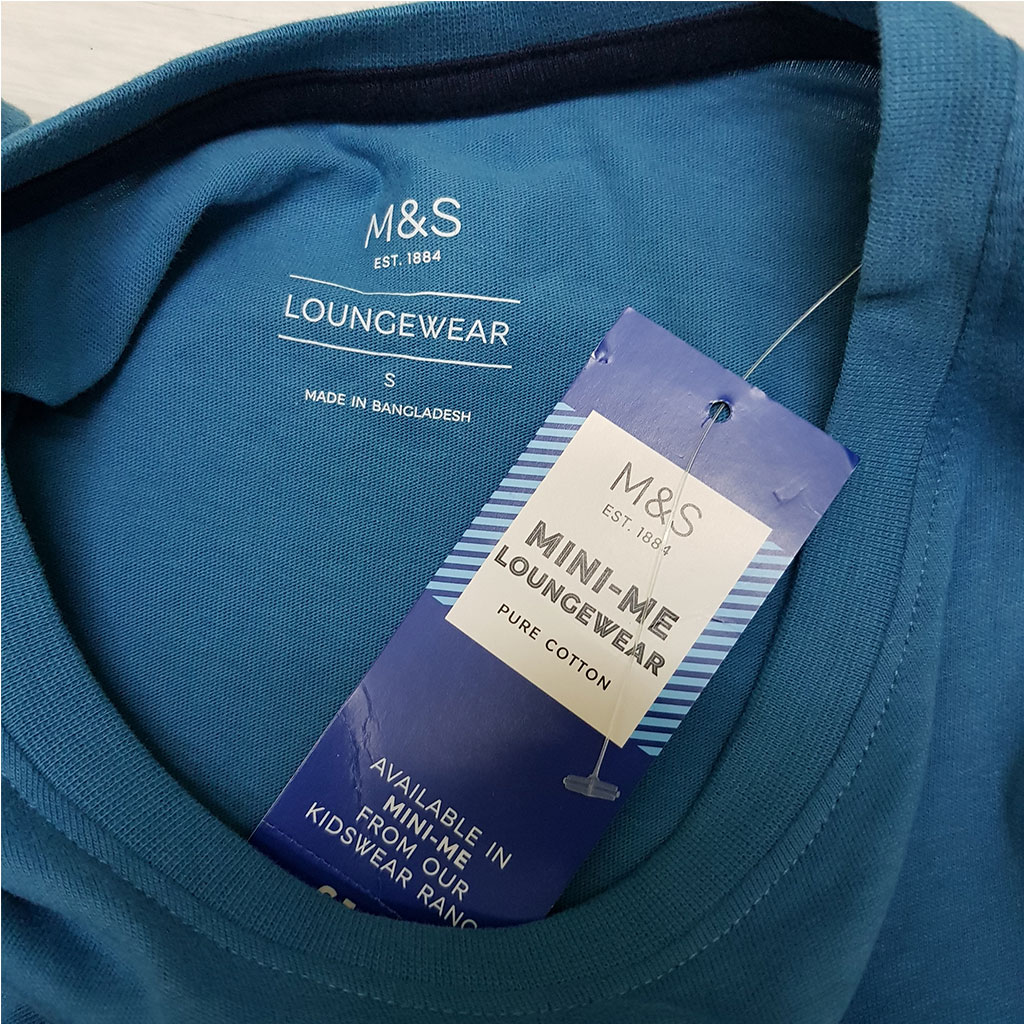 M&S
EST. 1884
LOUNGEWEAR
S
MADE IN BANGLADESH
M&S
EST. 1884
MINI-ME
LOUNGEWEAR
PURE COTTON
AVAILABLE IN
MINI-ME
FROM OUR
KIDSWEAR